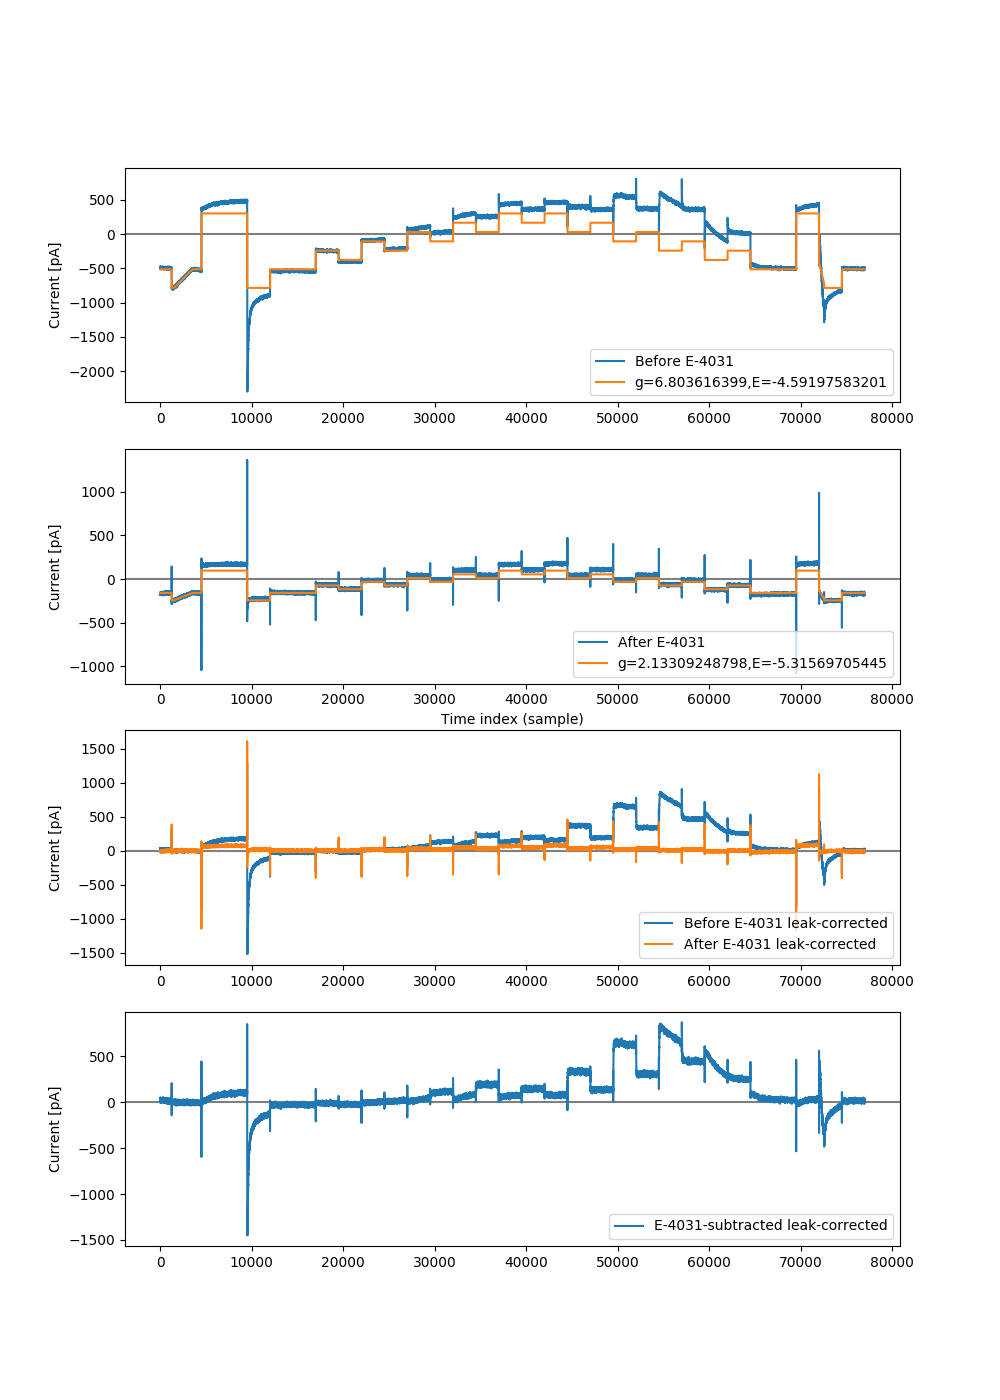 500
0
−500
−1000
−1500
−2000
Current [pA]
Before E-4031
g=6.803616399,E=-4.59197583201
0 10000 20000 30000 40000 50000 60000 70000 80000
1000
500
0
−500
−1000
Current [pA]
After E-4031
g=2.13309248798,E=-5.31569705445
0 10000 20000 30000 40000 50000 60000 70000 80000
Time index (sample)
1500
1000
500
0
−500
−1000
−1500
Current [pA]
Before E-4031 leak-corrected
After E-4031 leak-corrected
0 10000 20000 30000 40000 50000 60000 70000 80000
500
0
−500
−1000
−1500
Current [pA]
E-4031-subtracted leak-corrected
0 10000 20000 30000 40000 50000 60000 70000 80000